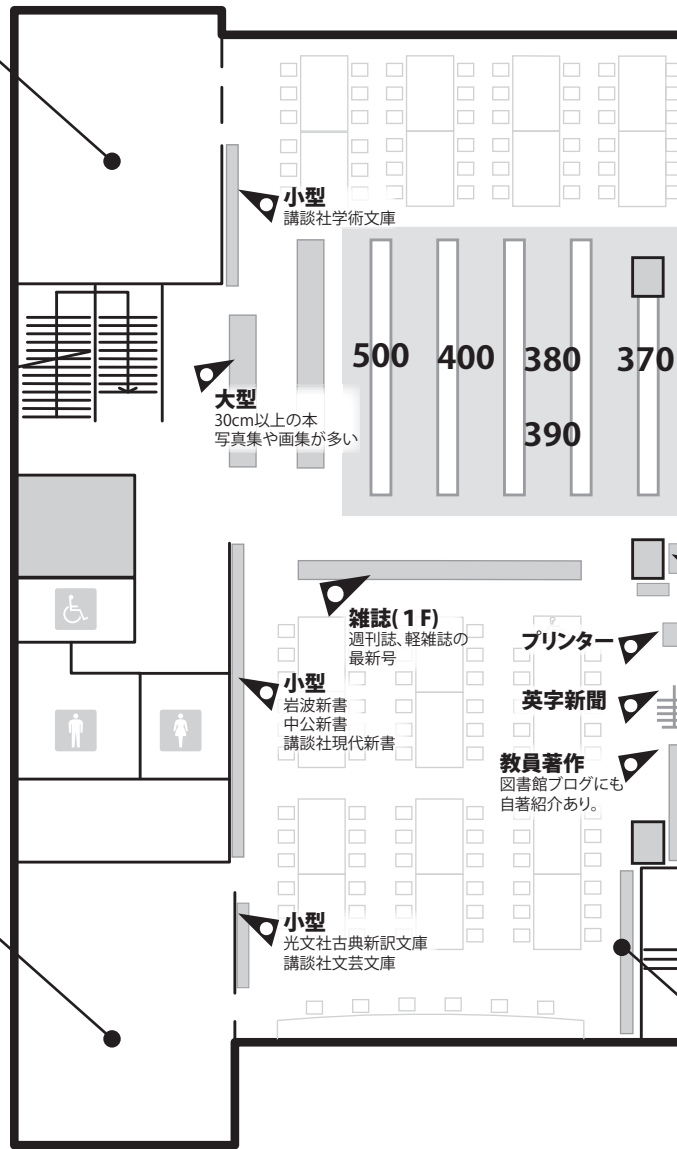 小型
講談社学術文庫
500 400 380 370
390
大型
30cm以上の本
写真集や画集が多い
雑誌(1F)
週刊誌、軽雑誌の
最新号
プリンター
小型
岩波新書
中公新書
講談社現代新書
英字新聞
教員著作
図書館ブログにも
自著紹介あり。
小型
光文社古典新訳文庫
講談社文芸文庫